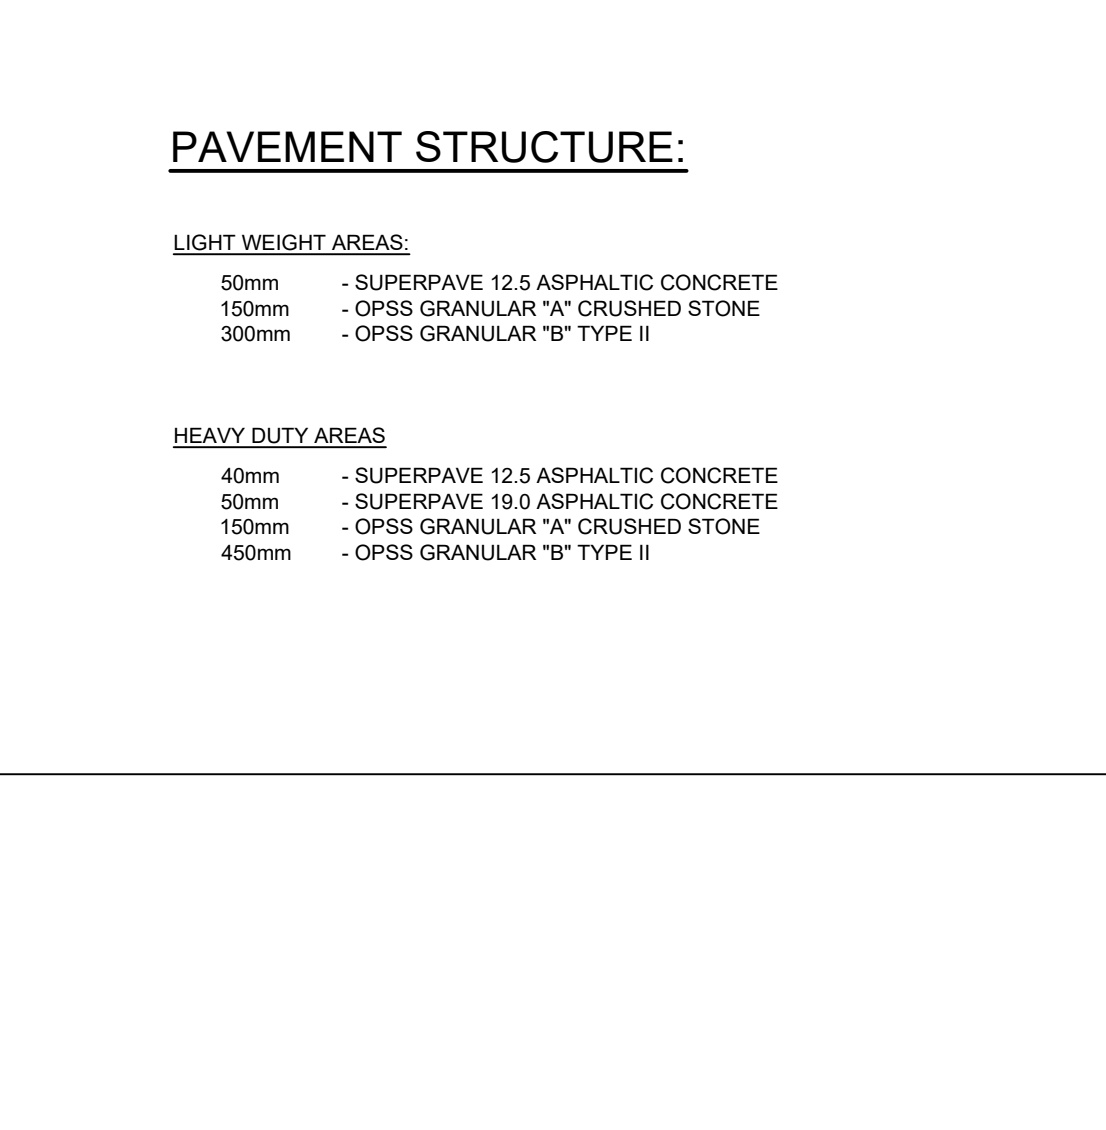 PAVEMENT STRUCTURE:
LIGHT WEIGHT AREAS:
50mm - SUPERPAVE 12.5 ASPHALTIC CONCRETE
150mm - OPSS GRANULAR "A" CRUSHED STONE
300mm - OPSS GRANULAR "B" TYPE II
HEAVY DUTY AREAS
40mm - SUPERPAVE 12.5 ASPHALTIC CONCRETE
50mm - SUPERPAVE 19.0 ASPHALTIC CONCRETE
150mm - OPSS GRANULAR "A" CRUSHED STONE
450mm - OPSS GRANULAR "B" TYPE II